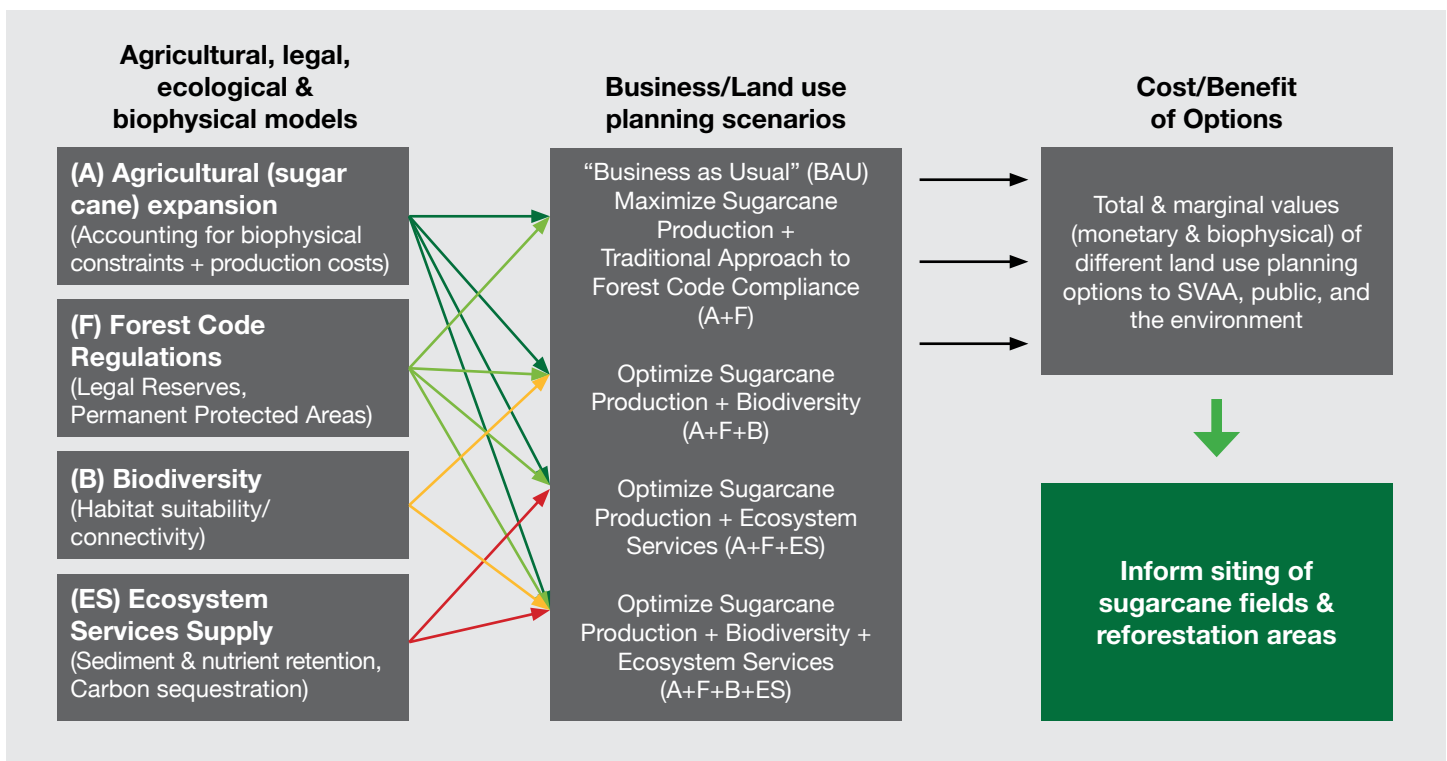 Agricultural, legal,
ecological &
biophysical models
(A) Agricultural (sugar
cane) expansion
(Accounting for biophysical
constraints + production costs)
(F) Forest Code
Regulations
(Legal Reserves,
Permanent Protected Areas)
(B) Biodiversity
(Habitat suitability/
connectivity)
(ES) Ecosystem
Services Supply
(Sediment & nutrient retention,
Carbon sequestration)
Business/Land use
planning scenarios
“Business as Usual” (BAU)
Maximize Sugarcane
Production +
Traditional Approach to
Forest Code Compliance
(A+F)
Optimize Sugarcane
Production + Biodiversity
(A+F+B)
Optimize Sugarcane
Production + Ecosystem
Services (A+F+ES)
Optimize Sugarcane
Production + Biodiversity +
Ecosystem Services
(A+F+B+ES)
Cost/Benefit
of Options
Total & marginal values
(monetary & biophysical) of
different land use planning
options to SVAA, public, and
the environment
Inform siting of
sugarcane fields &
reforestation areas